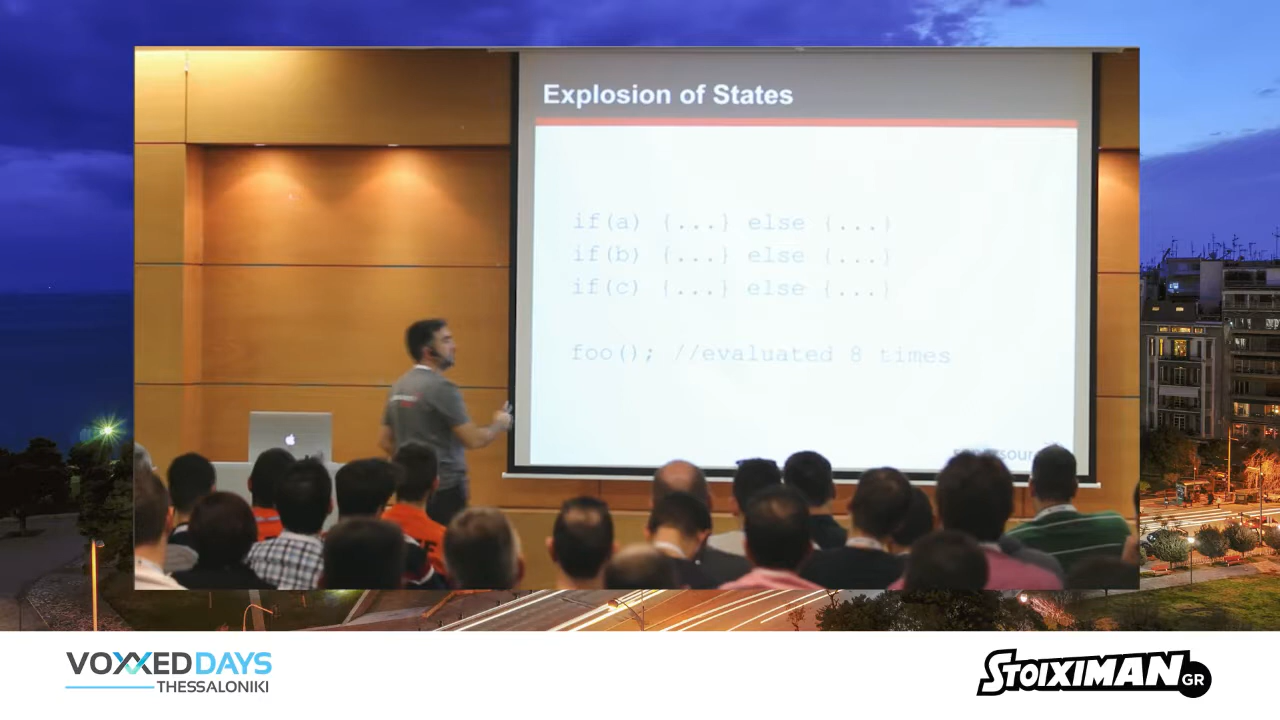 Explosion of States
if(a) {...} else {...}
if(b) {...} else {...}
if(c) {...} else {...}
foo(); //evaluated 8 times
VOXXEDDAYS
THESSALONIKI
STOIXIMAN GR